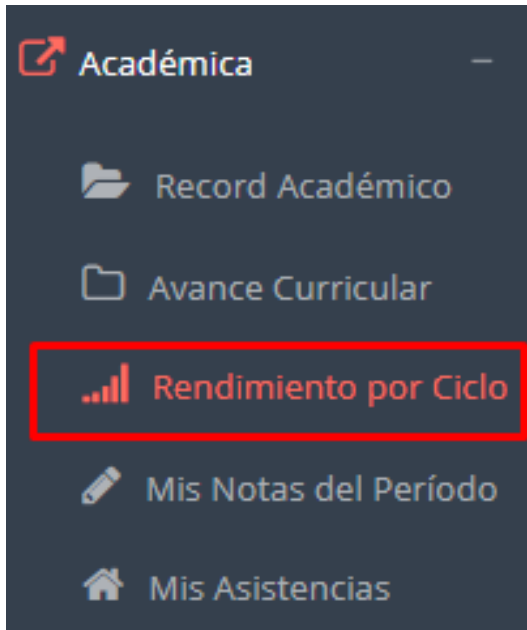 Académica
Record Académico
Avance Curricular
Rendimiento por Ciclo
Mis Notas del Período
Mis Asistencias